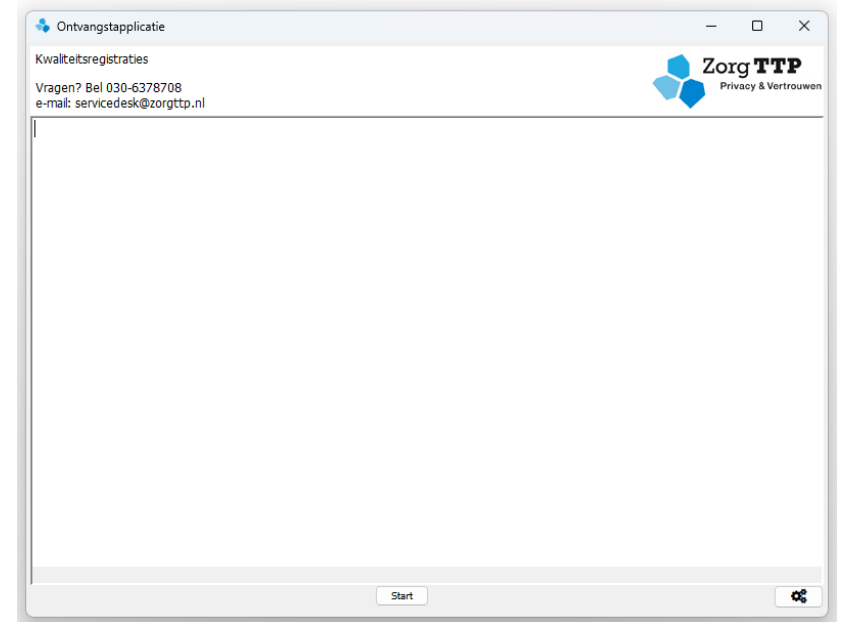 Ontvangstapplicatie
Kwaliteitsregistraties
Vragen? Bel 030-6378708
e-mail: servicedesk@zorgttp.nl
Zorg TTP
Privacy & Vertrouwen
Start